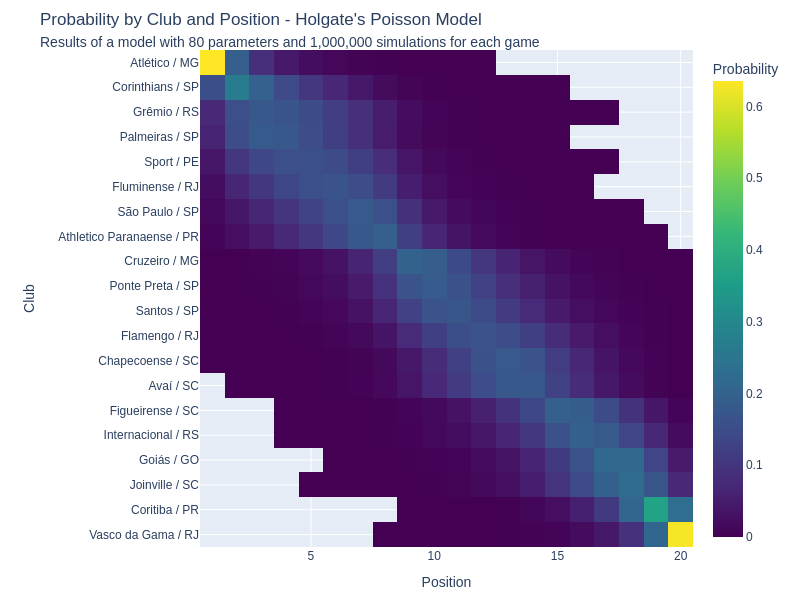 Probability by Club and Position - Holgate's Poisson Model
Results of a model with 80 parameters and 1,000,000 simulations for each game
Probability
Club
Atlético / MG
Corinthians / SP
Grêmio / RS
Palmeiras / SP
Sport / PE
Fluminense / RJ
São Paulo / SP
Athletico Paranaense / PR
Cruzeiro / MG
Ponte Preta / SP
Santos / SP
Flamengo / RJ
Chapecoense / SC
Avaí / SC
Figueirense / SC
Internacional / RS
Goiás / GO
Joinville / SC
Coritiba / PR
Vasco da Gama / RJ
0.6
0.5
0.4
0.3
0.2
0.1
0
5 10 15 20
Position